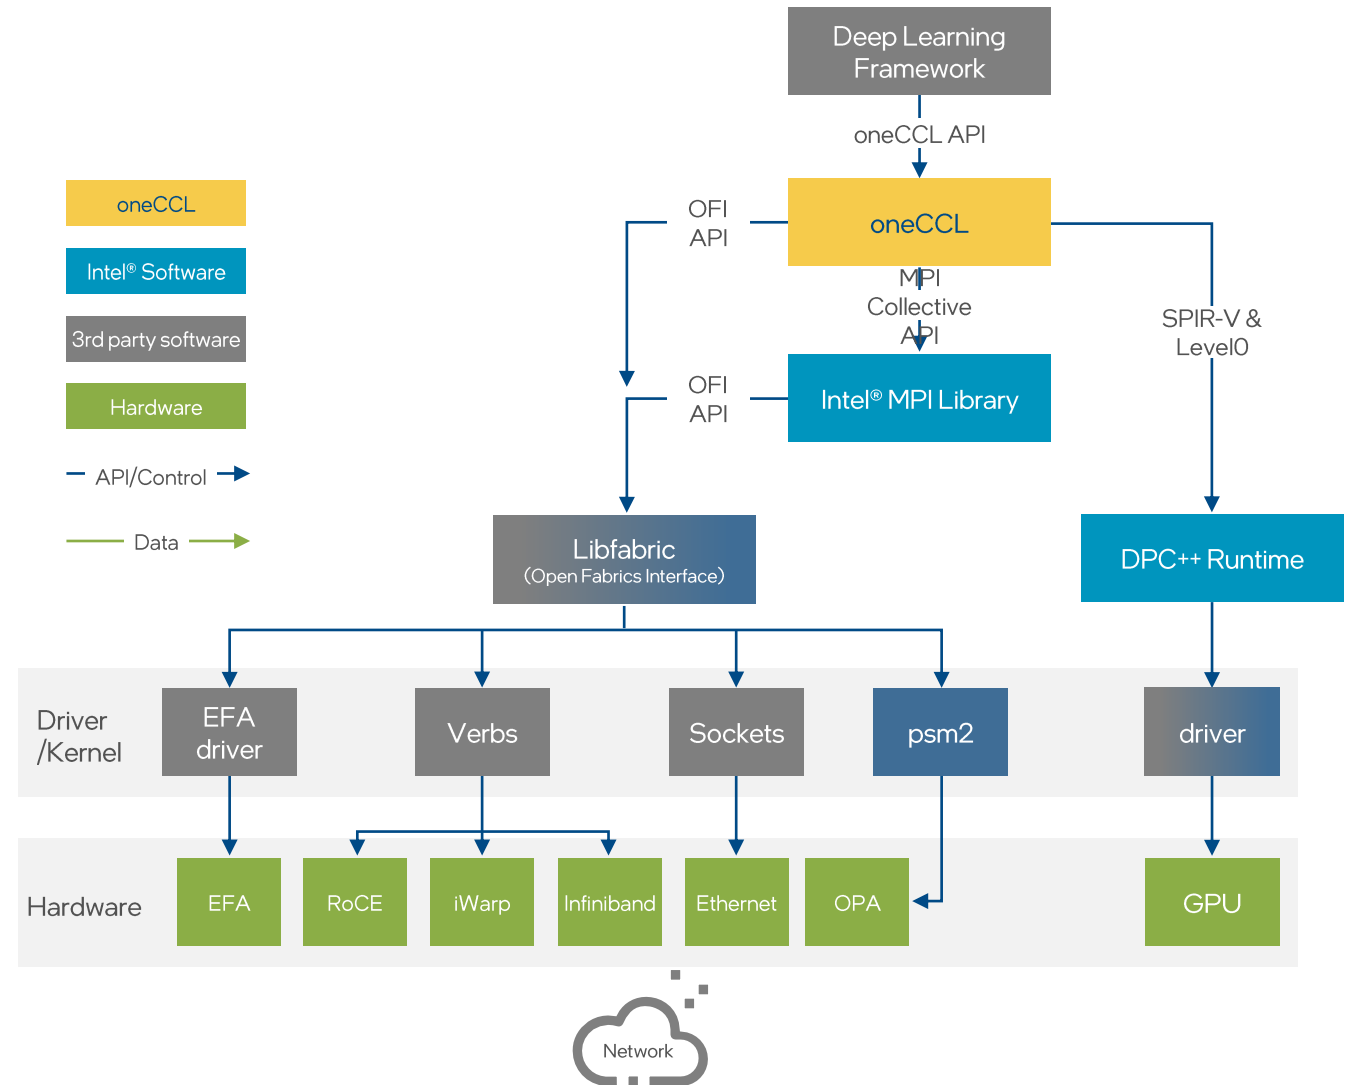 Deep Learning
Framework
oneCCL API
oneCCL
Intel® Software
3rd party software
Hardware
API/Control
Data
OFI
API
oneCCL
MPI
Collective
API
SPIR-V &
Level0
OFI
API
Intel® MPI Library
Libfabric
(Open Fabrics Interface)
DPC++ Runtime
Driver
/Kernel
EFA
driver
Verbs
Sockets
psm2
driver
Hardware
EFA
RoCE
iWarp
Infiniband
Ethernet
OPA
GPU
Network